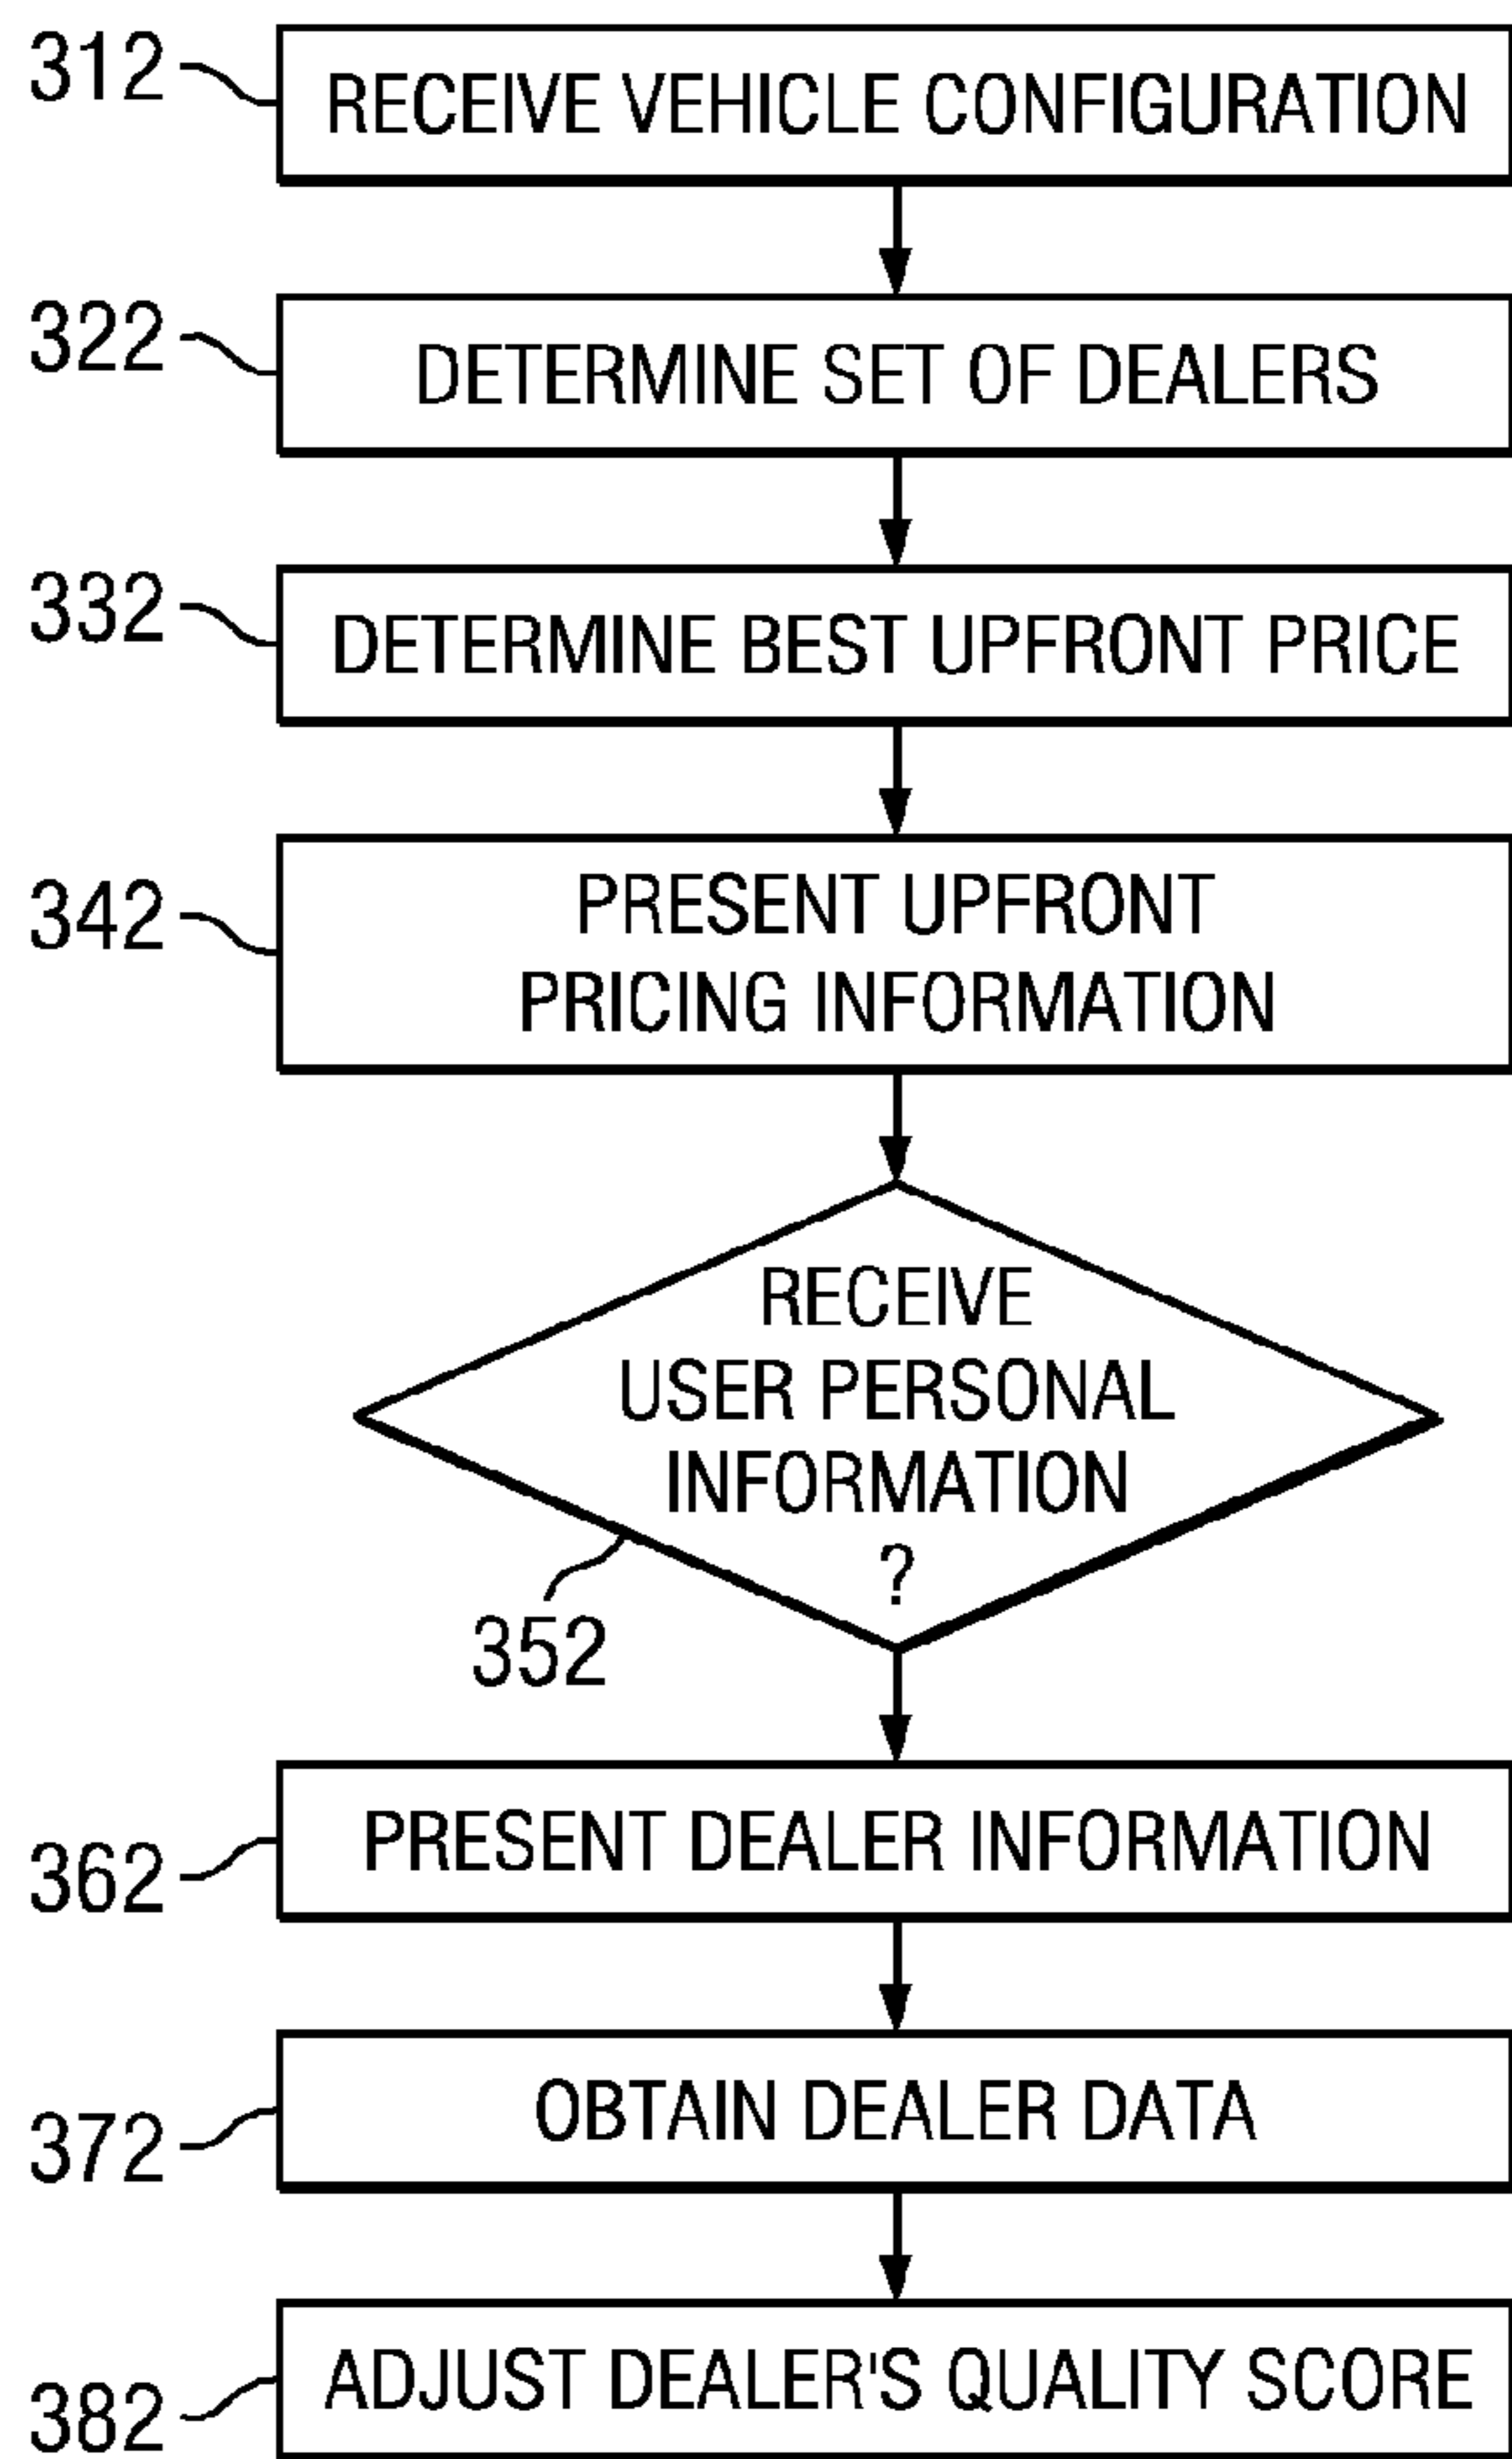 312
RECEIVE VEHICLE CONFIGURATION
322
DETERMINE SET OF DEALERS
332
DETERMINE BEST UPFRONT PRICE
342
PRESENT UPFRONT
PRICING INFORMATION
RECEIVE
USER PERSONAL
INFORMATION
?
352
362
PRESENT DEALER INFORMATION
372
OBTAIN DEALER DATA
382
ADJUST DEALER'S QUALITY SCORE